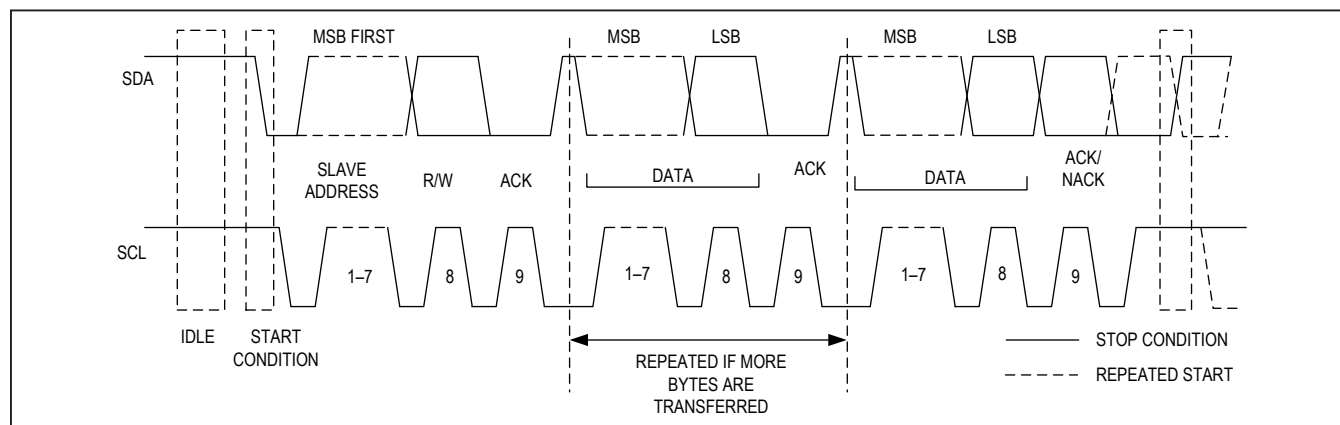 MSB FIRST
MSB
LSB
MSB
LSB
SDA
SLAVE
ADDRESS
R/W
ACK
DATA
ACK
DATA
ACK/
NACK
SCL
1–7
8
9
1–7
8
9
1–7
8
9
IDLE
START
CONDITION
REPEATED IF MORE
BYTES ARE
TRANSFERRED
STOP CONDITION
REPEATED START